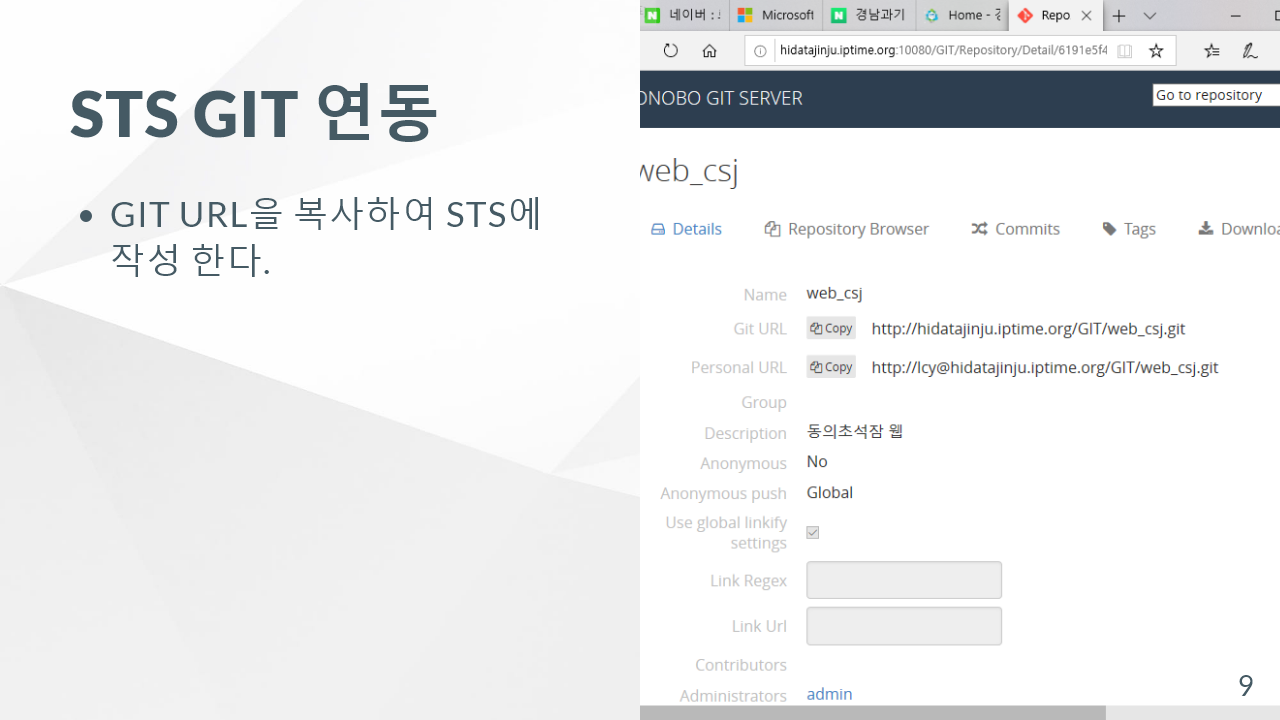 STS GIT 연동
• GIT URL을 복사하여 STS에
작성 한다.
네이버 :: Microsoft 경남과기 Home - 경 Repo
hidatajinju.iptime.org:10080/GIT/Repository/Detail/6191e5f4
ONOBO GIT SERVER
Go to repository
web_csj
Details Repository Browser Commits Tags Downloa
Name web_csj
Git URL Copy http://hidatajinju.iptime.org/GIT/web_csj.git
Personal URL Copy http://lcy@hidatajinju.iptime.org/GIT/web_csj.git
Group
Description 동의초석잠 웹
Anonymous No
Anonymous push Global
Use global linkify
settings
Link Regex
Link Url
Contributors
Administrators admin
9